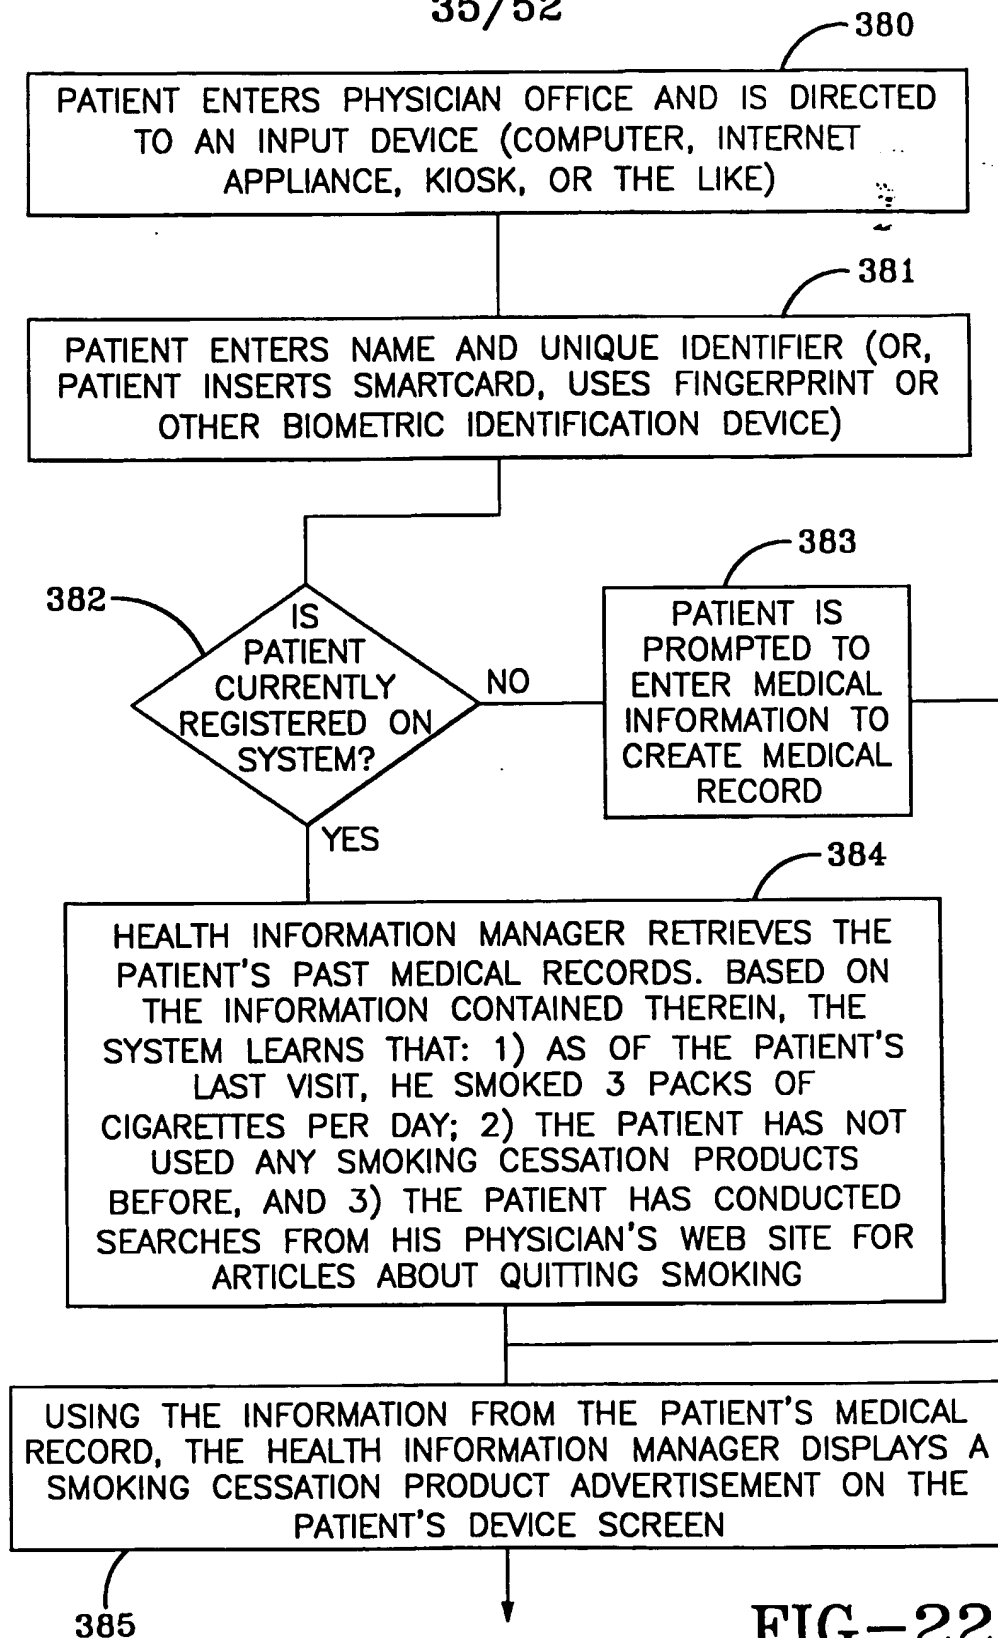 35/52
380
PATIENT ENTERS PHYSICIAN OFFICE AND IS DIRECTED
TO AN INPUT DEVICE (COMPUTER, INTERNET
APPLIANCE, KIOSK, OR THE LIKE)
381
PATIENT ENTERS NAME AND UNIQUE IDENTIFIER (OR,
PATIENT INSERTS SMARTCARD, USES FINGERPRINT OR
OTHER BIOMETRIC IDENTIFICATION DEVICE)
382
IS
PATIENT
CURRENTLY
REGISTERED ON
SYSTEM?
NO
YES
383
PATIENT IS
PROMPTED TO
ENTER MEDICAL
INFORMATION TO
CREATE MEDICAL
RECORD
384
HEALTH INFORMATION MANAGER RETRIEVES THE
PATIENT'S PAST MEDICAL RECORDS. BASED ON
THE INFORMATION CONTAINED THEREIN, THE
SYSTEM LEARNS THAT: 1) AS OF THE PATIENT'S
LAST VISIT, HE SMOKED 3 PACKS OF
CIGARETTES PER DAY; 2) THE PATIENT HAS NOT
USED ANY SMOKING CESSATION PRODUCTS
BEFORE, AND 3) THE PATIENT HAS CONDUCTED
SEARCHES FROM HIS PHYSICIAN'S WEB SITE FOR
ARTICLES ABOUT QUITTING SMOKING
USING THE INFORMATION FROM THE PATIENT'S MEDICAL
RECORD, THE HEALTH INFORMATION MANAGER DISPLAYS A
SMOKING CESSATION PRODUCT ADVERTISEMENT ON THE
PATIENT'S DEVICE SCREEN
385
FIG-22